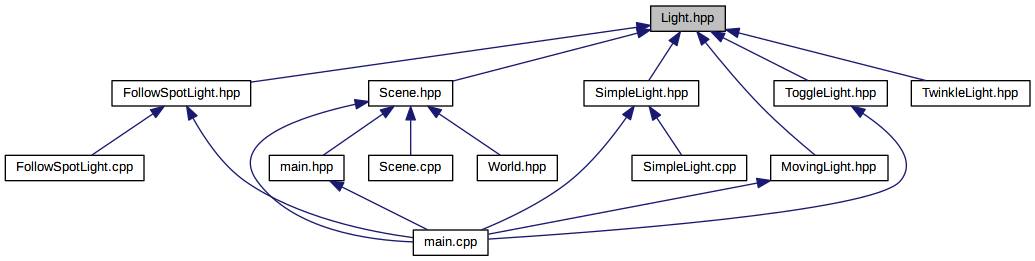 Light.hpp
FollowSpotLight.hpp
Scene.hpp
SimpleLight.hpp
ToggleLight.hpp
TwinkleLight.hpp
FollowSpotLight.cpp
main.hpp
Scene.cpp
World.hpp
SimpleLight.cpp
MovingLight.hpp
main.cpp